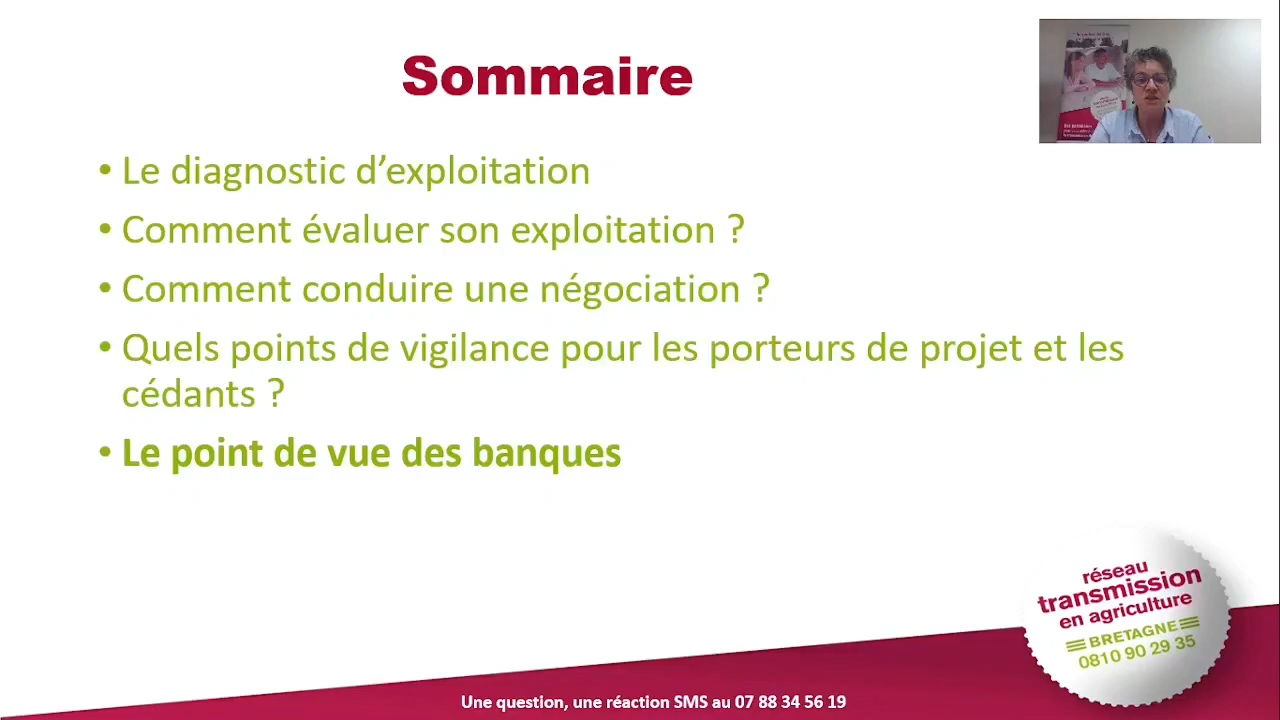 Sommaire
• Le diagnostic d’exploitation
• Comment évaluer son exploitation ?
• Comment conduire une négociation ?
• Quels points de vigilance pour les porteurs de projet et les
cédants ?
• Le point de vue des banques
réseau
transmission
en agriculture
BRETAGNE
0810 90 29 35
Une question, une réaction SMS au 07 88 34 56 19